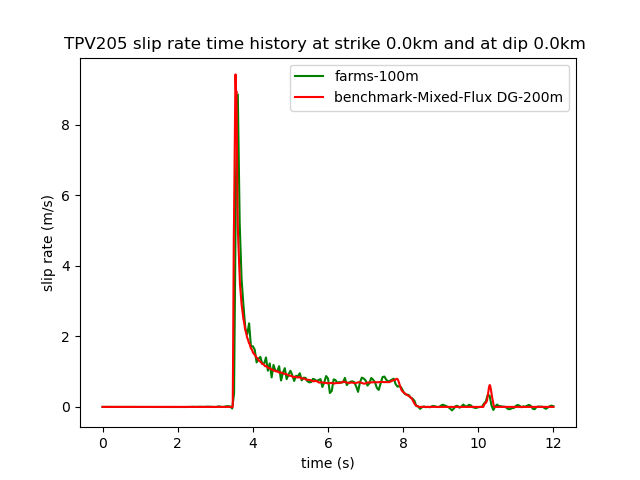 TPV205 slip rate time history at strike 0.0km and at dip 0.0km
farms-100m
benchmark-Mixed-Flux DG-200m
slip rate (m/s)
8
6
4
2
0
0 2 4 6 8 10 12
time (s)